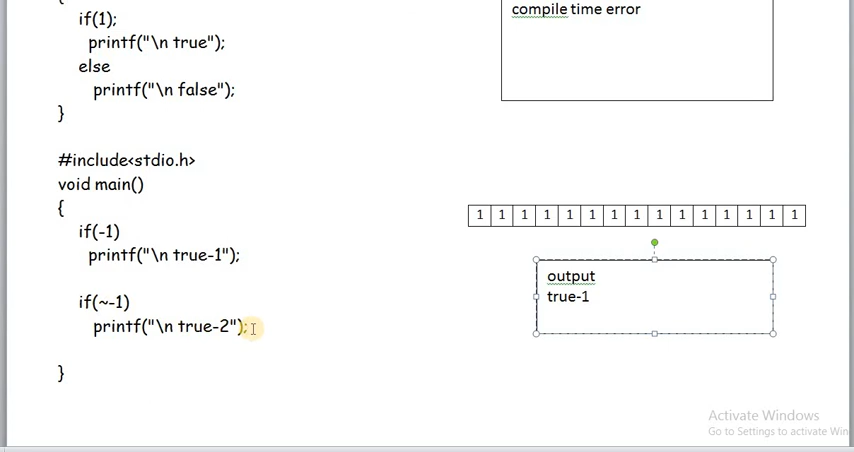 {
if(1);
printf("\n true");
else
printf("\n false");
}
compile time error
#include<stdio.h>
void main()
{
if(-1)
printf("\n true-1");
if(~-1)
printf("\n true-2");
}
1 1 1 1 1 1 1 1 1 1 1 1 1 1 1
output
true-1
Activate Windows
Go to Settings to activate Win